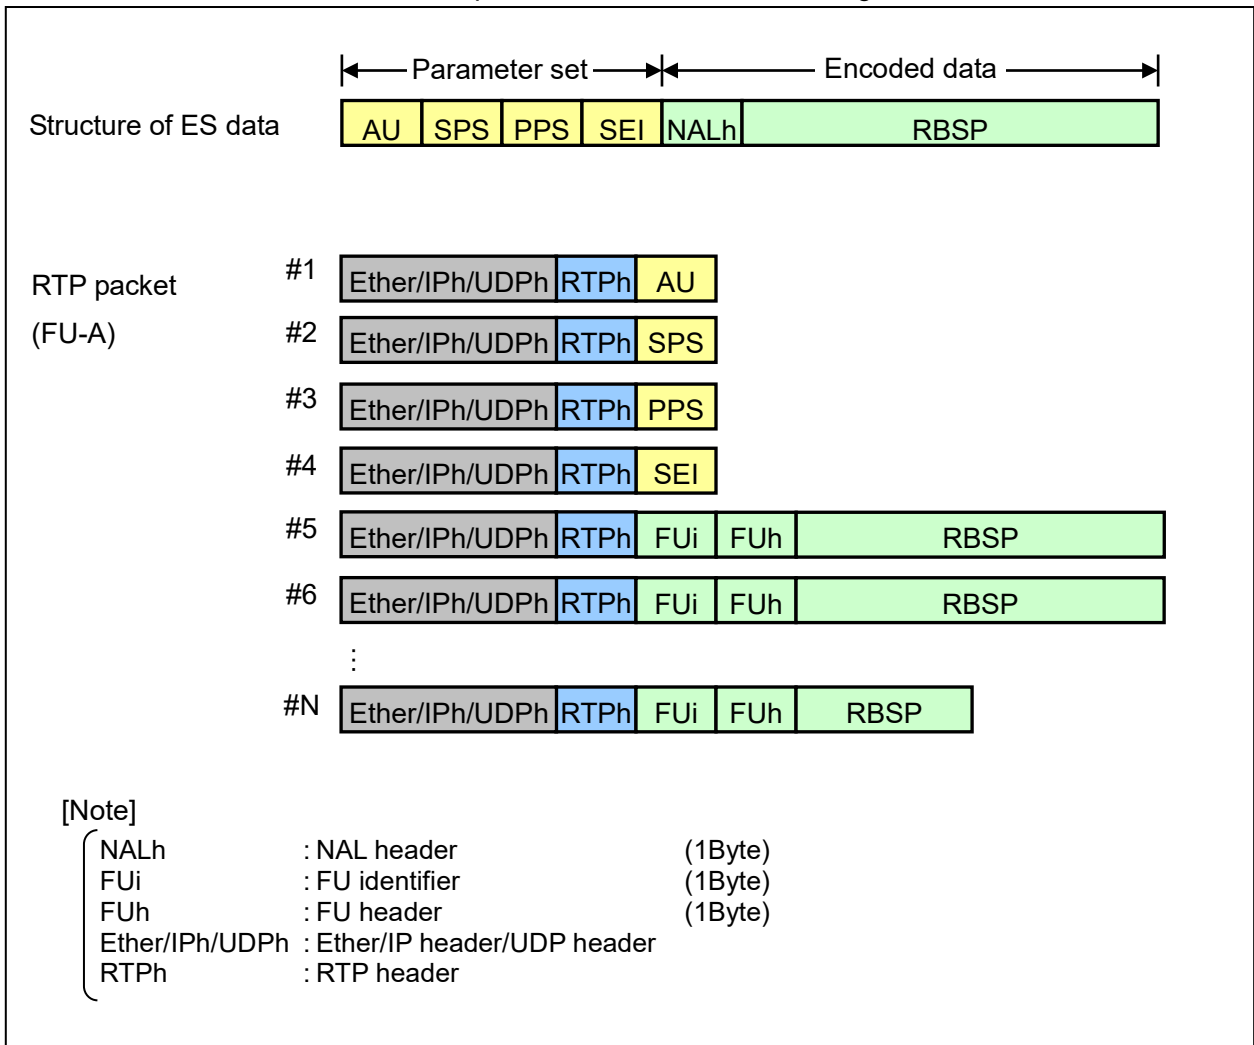 Parameter set Encoded data
Structure of ES data AU SPS PPS SEI NALh RBSP
RTP packet
(FU-A)
#1 Ether/IPh/UDPh RTPh AU
#2 Ether/IPh/UDPh RTPh SPS
#3 Ether/IPh/UDPh RTPh PPS
#4 Ether/IPh/UDPh RTPh SEI
#5 Ether/IPh/UDPh RTPh FUi FUh RBSP
#6 Ether/IPh/UDPh RTPh FUi FUh RBSP
⋮
#N Ether/IPh/UDPh RTPh FUi FUh RBSP
[Note]
NALh : NAL header (1Byte)
FUi : FU identifier (1Byte)
FUh : FU header (1Byte)
Ether/IPh/UDPh : Ether/IP header/UDP header
RTPh : RTP header